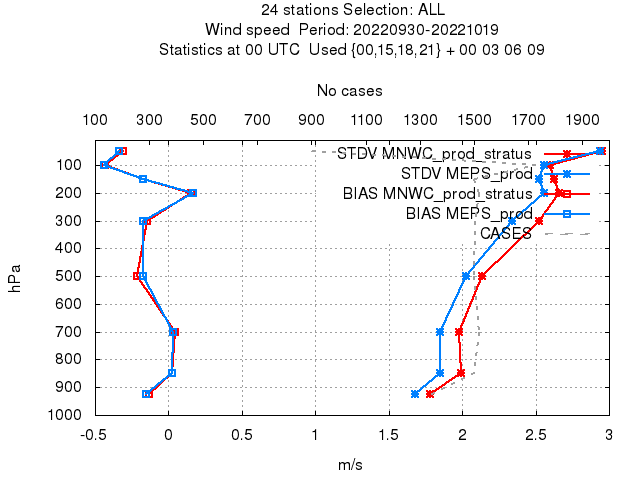 24 stations Selection: ALL
Wind speed  Period: 20220930-20221019
Statistics at 00 UTC  Used {00,15,18,21} + 00 03 06 09
No cases
100 300 500 700 900 1100 1300 1500 1700 1900
STDV MNWC_prod_stratus
STDV MEPS_prod
BIAS MNWC_prod_stratus
BIAS MEPS_prod
CASES
hPa
100
200
300
400
500
600
700
800
900
1000
-0.5 0 0.5 1 1.5 2 2.5 3
m/s